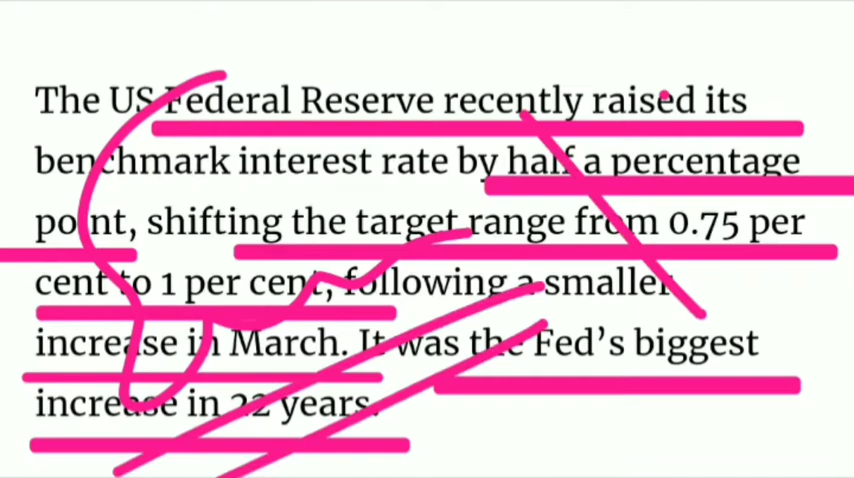 The US Federal Reserve recently raised its
benchmark interest rate by half a percentage
point, shifting the target range from 0.75 per
cent to 1 per cent, following a smaller
increase in March. It was the Fed’s biggest
increase in 22 years.